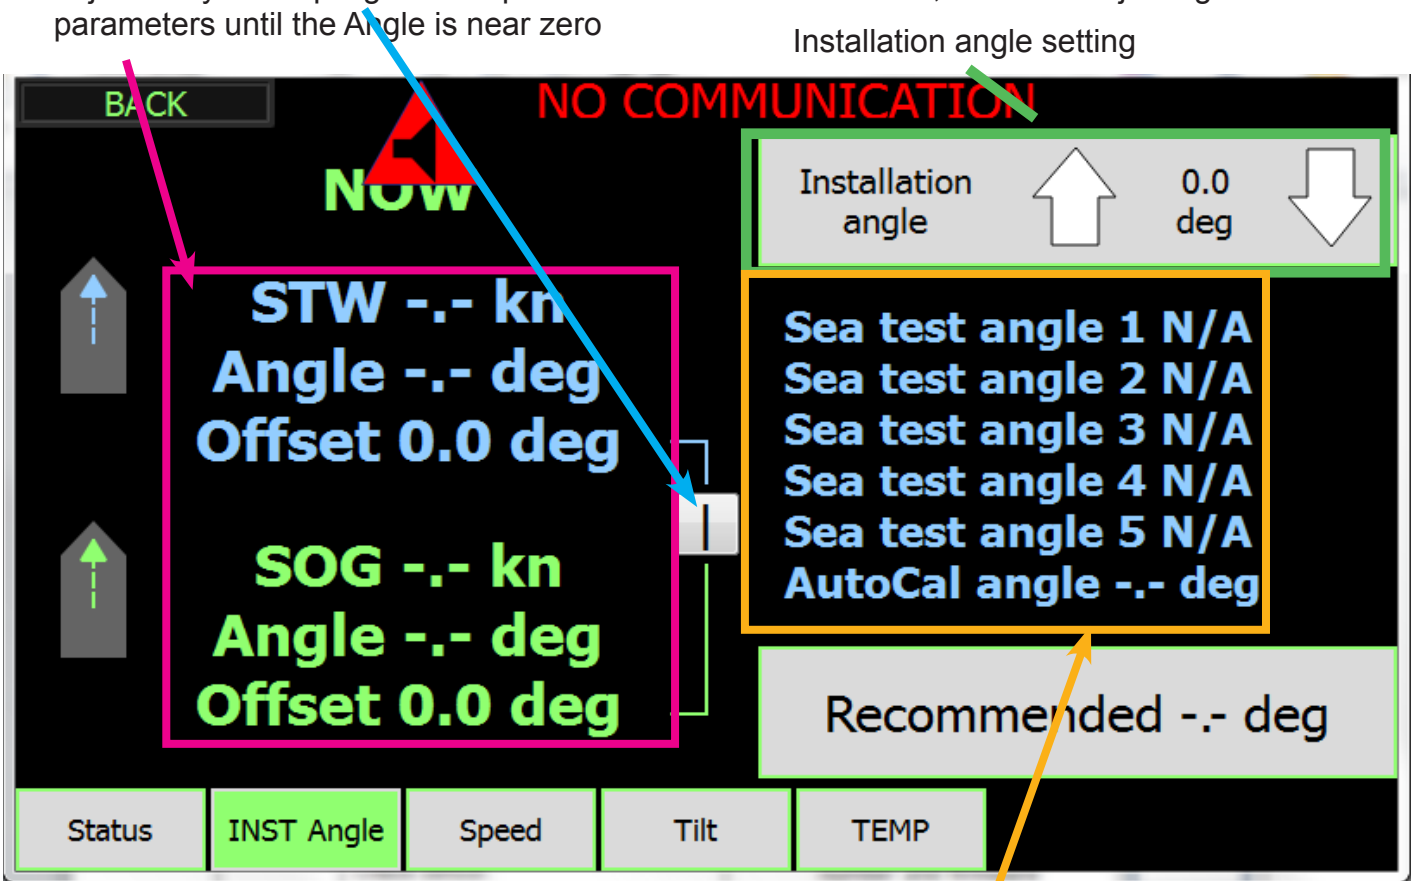 parameters until the Angle is near zero
Installation angle setting
BACK
NO COMMUNICATION
NOW
Installation
angle
0.0
deg
STW -.- kn
Angle -.- deg
Offset 0.0 deg
SOG -.- kn
Angle -.- deg
Offset 0.0 deg
|
Sea test angle 1 N/A
Sea test angle 2 N/A
Sea test angle 3 N/A
Sea test angle 4 N/A
Sea test angle 5 N/A
AutoCal angle -.- deg
Recommended -.- deg
Status
INST Angle
Speed
Tilt
TEMP